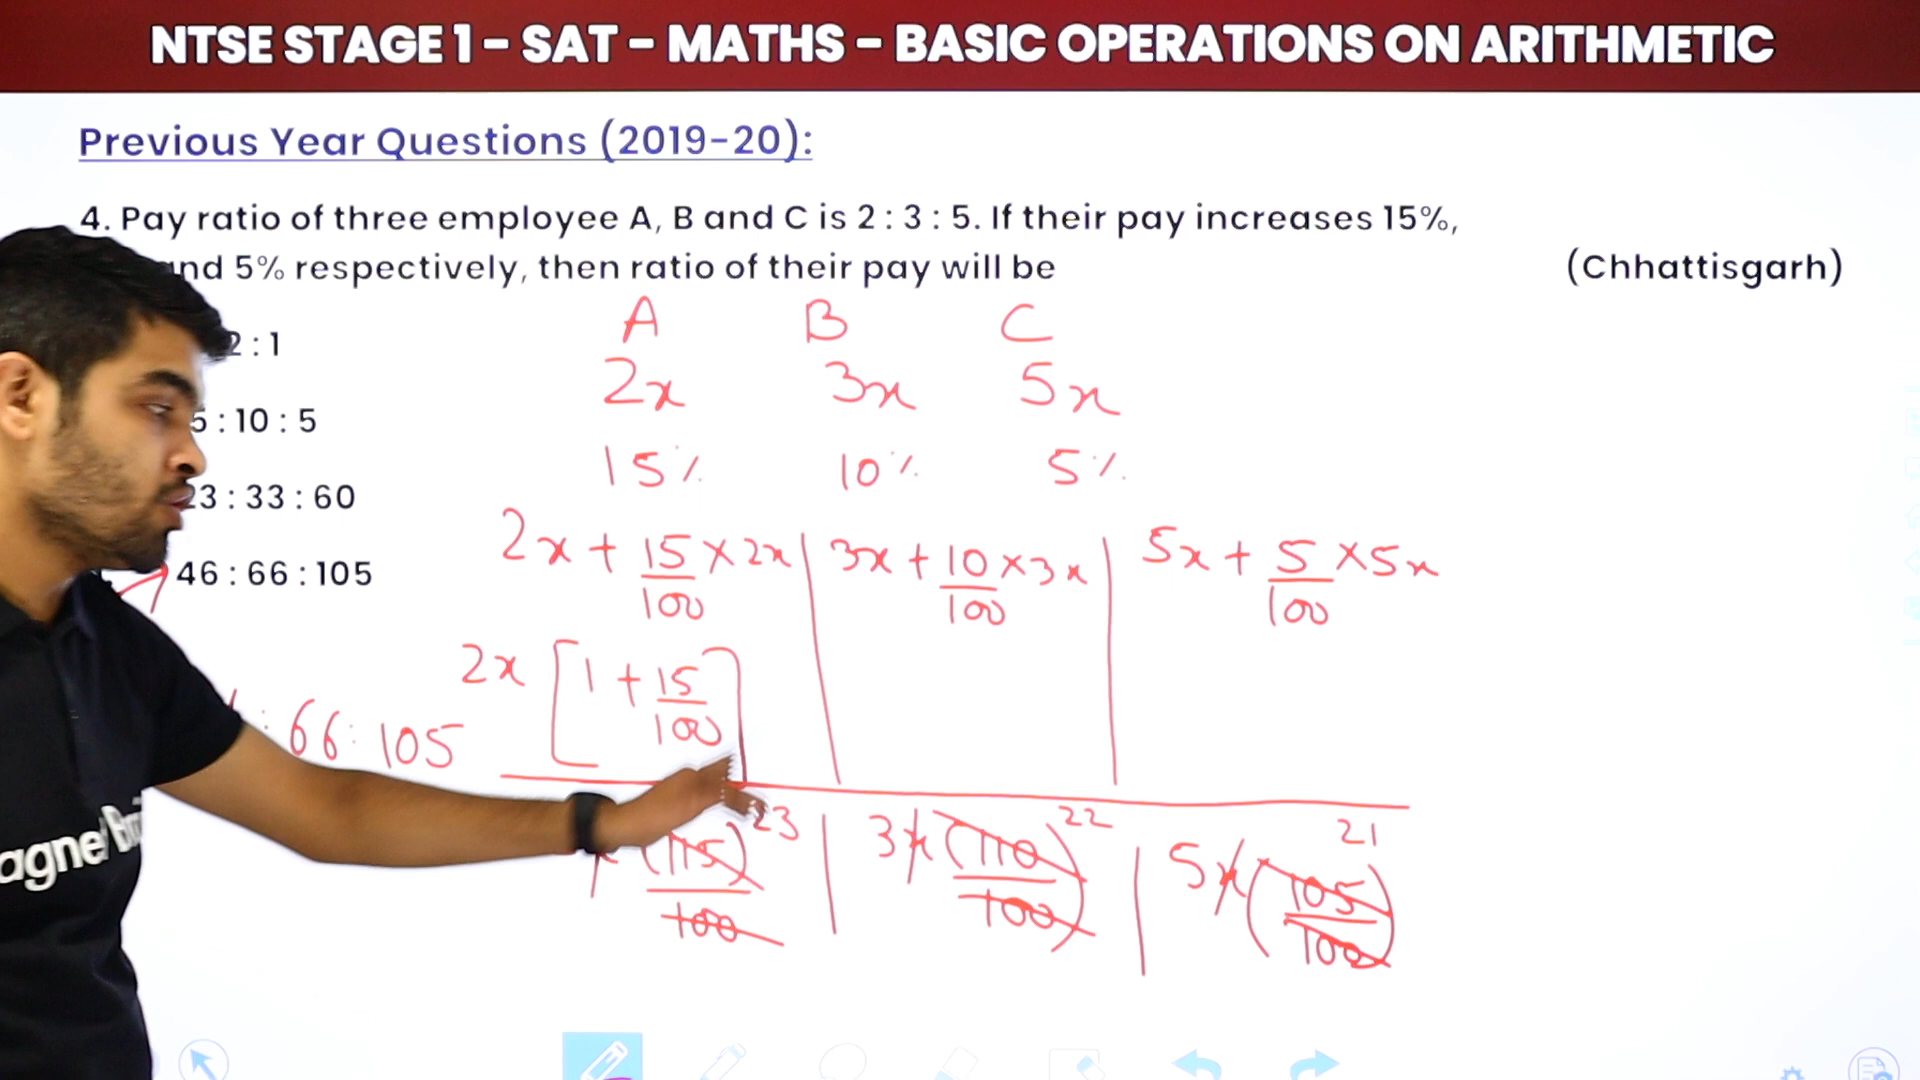 NTSE STAGE 1 – SAT – MATHS – BASIC OPERATIONS ON ARITHMETIC
Previous Year Questions (2019-20):
4. Pay ratio of three employee A, B and C is 2 : 3 : 5. If their pay increases 15%,
nd 5% respectively, then ratio of their pay will be
(Chhattisgarh)
2 : 1
5 : 10 : 5
23 : 33 : 60
46 : 66 : 105
A B C
2x 3x 5x
15% 10% 5%
2x + 15/100 × 2x | 3x + 10/100 × 3x | 5x + 5/100 × 5x
2x [1 + 15/100]
: 66 : 105
(115)/100 23 | 3x (110)/100 22 | 5x (105/100) 21
agnet Br